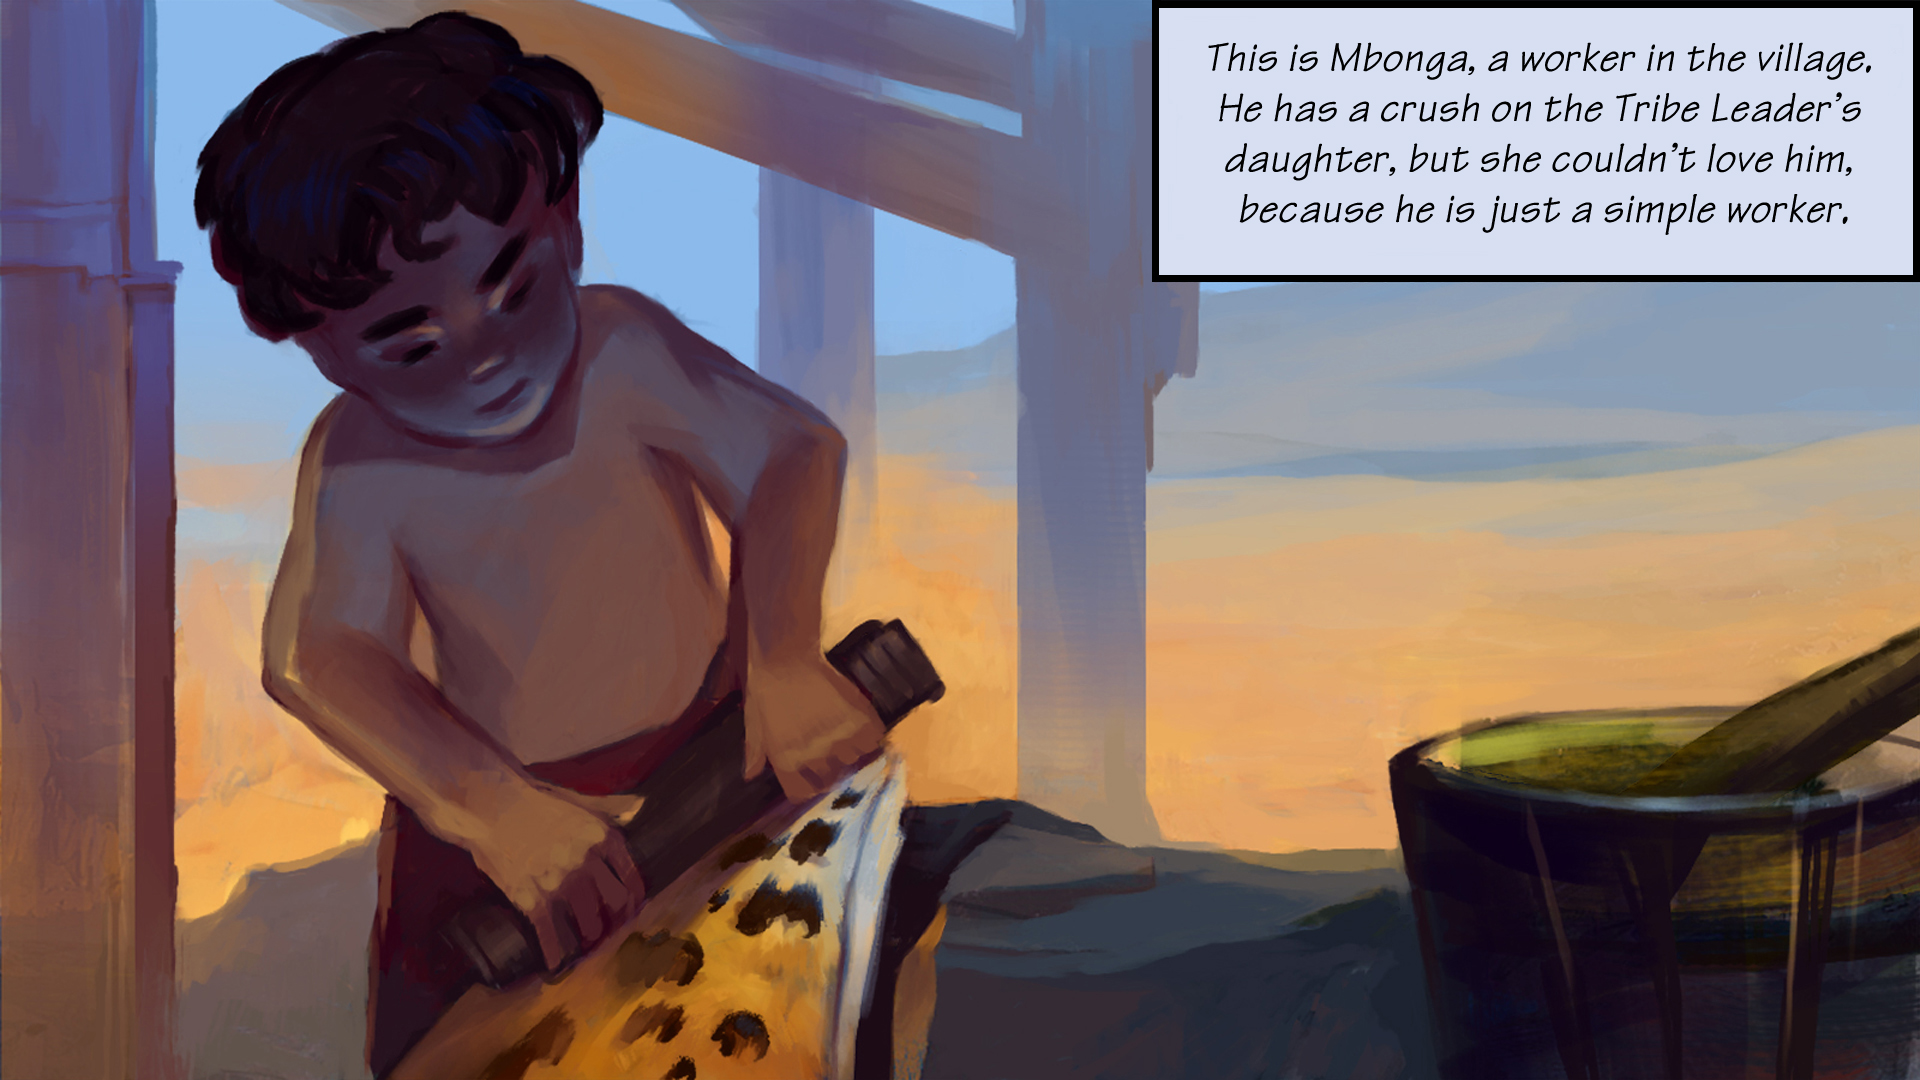 This is Mbonga, a worker in the village.
He has a crush on the Tribe Leader's
daughter, but she couldn't love him,
because he is just a simple worker.